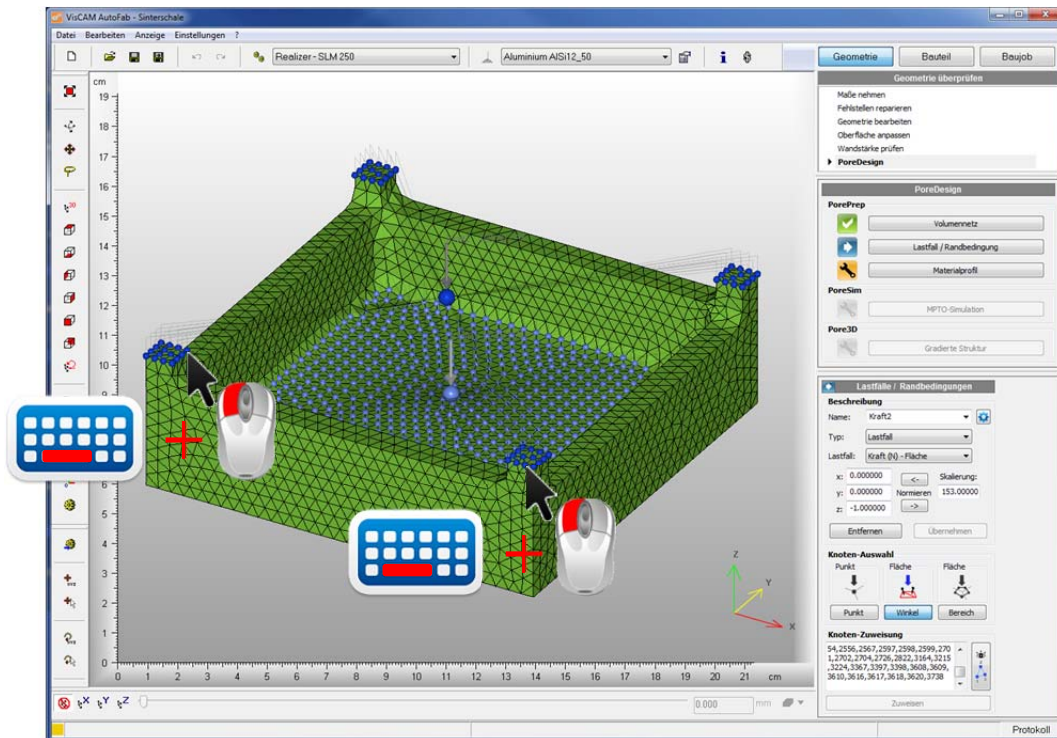 VisCAM AutoFab - Sinterschale
Datei Bearbeiten Anzeige Einstellungen ?
Realizer - SLM 250
Aluminium AlSi12_50
Geometrie Bauteil Baujob
Geometrie überprüfen
Maße nehmen
Fehlstellen reparieren
Geometrie bearbeiten
Oberfläche anpassen
Wandstärke prüfen
PoreDesign
PoreDesign
PorePrep
Volumennetz
Lastfall / Randbedingung
Materialprofil
PoreSim
MPTO-Simulation
Pore3D
Gradierte Struktur
Lastfälle / Randbedingungen
Beschreibung
Name: Kraft2
Typ: Lastfall
Lastfall: Kraft (N) - Fläche
x: 0.000000 <- Skalierung:
y: 0.000000 Normieren 153.00000
z: -1.000000 ->
Entfernen Übernehmen
Knoten-Auswahl
Punkt Fläche Fläche
Punkt Winkel Bereich
Knoten-Zuweisung
54,2556,2567,2597,2598,2599,270
1,2702,2704,2726,2822,3164,3215
,3224,3367,3397,3398,3608,3609,
3610,3616,3617,3618,3620,3738
Zuweisen
cm
19
18
17
16
15
14
13
12
11
10
9
6
5
4
3
2
1
0
0 1 2 3 4 5 6 7 8 9 10 11 12 13 14 15 16 17 18 19 20 21 cm
Z
Y
X
X Y Z
0.000 mm
Protokoll